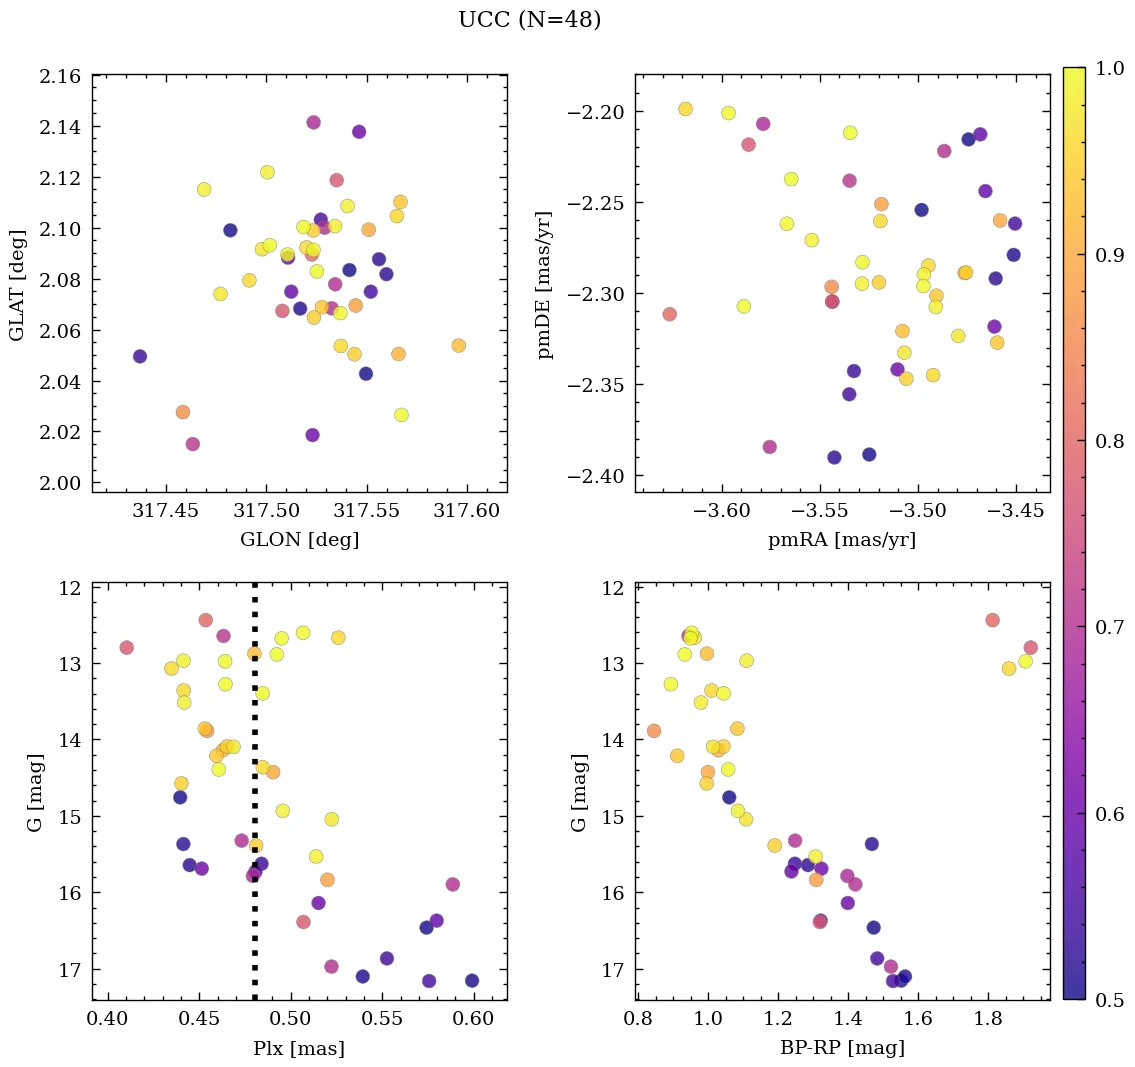 UCC (N=48)
2.16
2.14
2.12
2.10
2.08
2.06
2.04
2.02
2.00
GLAT [deg]
317.45 317.50 317.55 317.60
GLON [deg]
−2.20
−2.25
−2.30
−2.35
−2.40
pmDE [mas/yr]
−3.60 −3.55 −3.50 −3.45
pmRA [mas/yr]
12
13
14
15
16
17
G [mag]
0.40 0.45 0.50 0.55 0.60
Plx [mas]
12
13
14
15
16
17
G [mag]
0.8 1.0 1.2 1.4 1.6 1.8
BP-RP [mag]
1.0
0.9
0.8
0.7
0.6
0.5